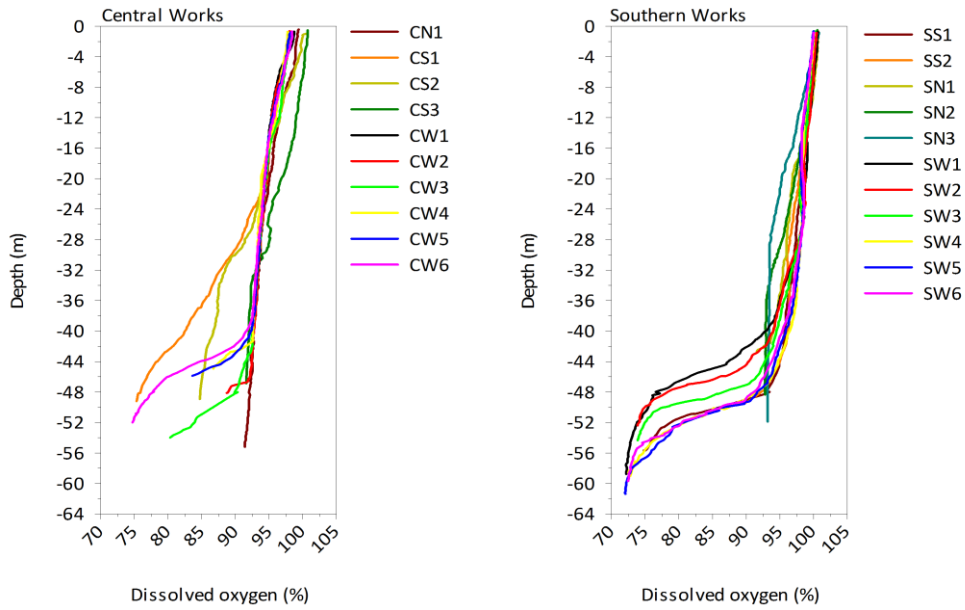 Central Works
0
-4
-8
-12
-16
-20
-24
-28
-32
-36
-40
-44
-48
-52
-56
-60
-64
Depth (m)
70 75 80 85 90 95 100 105
Dissolved oxygen (%)
CN1
CS1
CS2
CS3
CW1
CW2
CW3
CW4
CW5
CW6
Southern Works
0
-4
-8
-12
-16
-20
-24
-28
-32
-36
-40
-44
-48
-52
-56
-60
-64
Depth (m)
70 75 80 85 90 95 100 105
Dissolved oxygen (%)
SS1
SS2
SN1
SN2
SN3
SW1
SW2
SW3
SW4
SW5
SW6